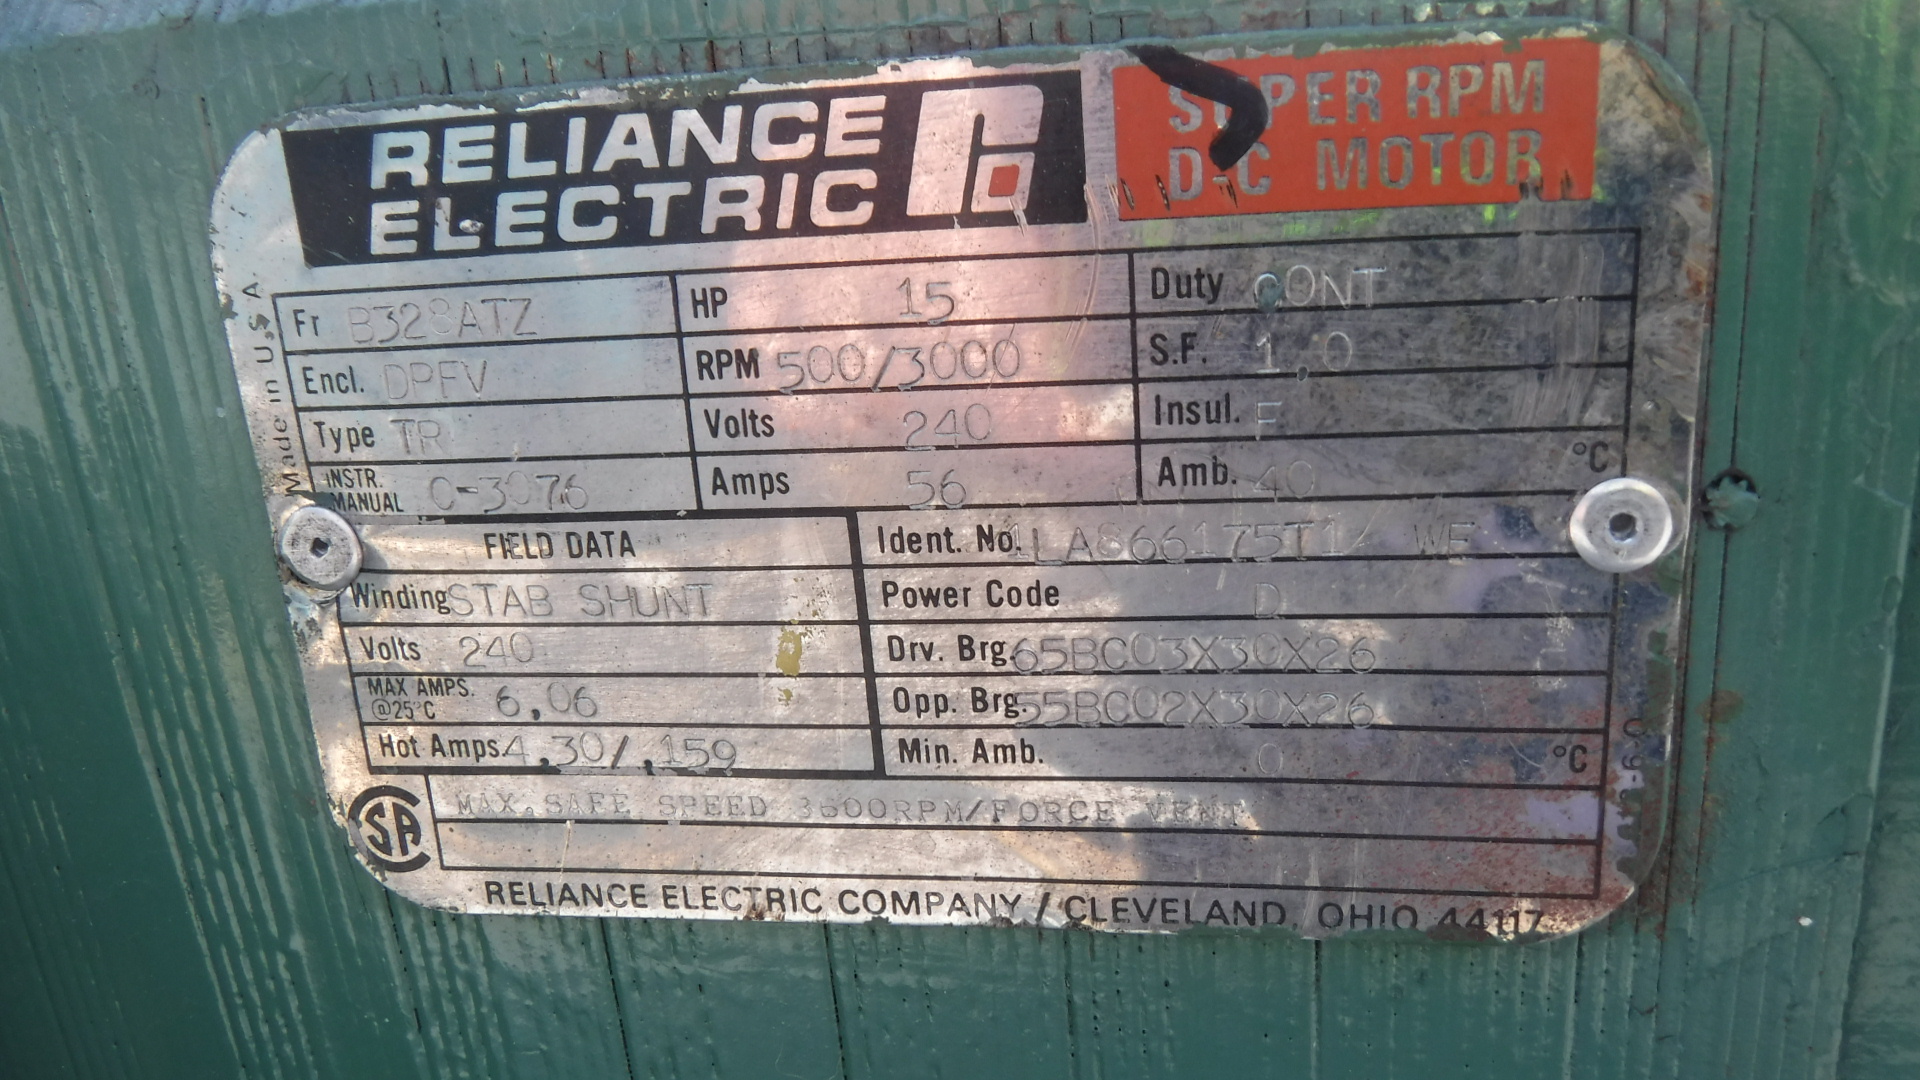 RELIANCE
ELECTRIC
SUPER RPM
D-C MOTOR
Made in U.S.A.
Fr B328ATZ
HP 15
Duty CONT
Encl. DPFV
RPM 500/3000
S.F. 1.0
Type TR
Volts 240
Insul. F
INSTR. MANUAL C-3076
Amps 56
Amb. 40 °C
FIELD DATA
Ident. No. 1LA866175T14 WF
Winding STAB SHUNT
Power Code D
Volts 240
Drv. Brg. 65BC03X30X26
MAX AMPS. @25°C 6.06
Opp. Brg. 55BC02X30X26
Hot Amps 4.30/.159
Min. Amb. 0 °C
MAX.SAFE SPEED 3600RPM/FORCE VENT
SA
RELIANCE ELECTRIC COMPANY / CLEVELAND, OHIO 44117